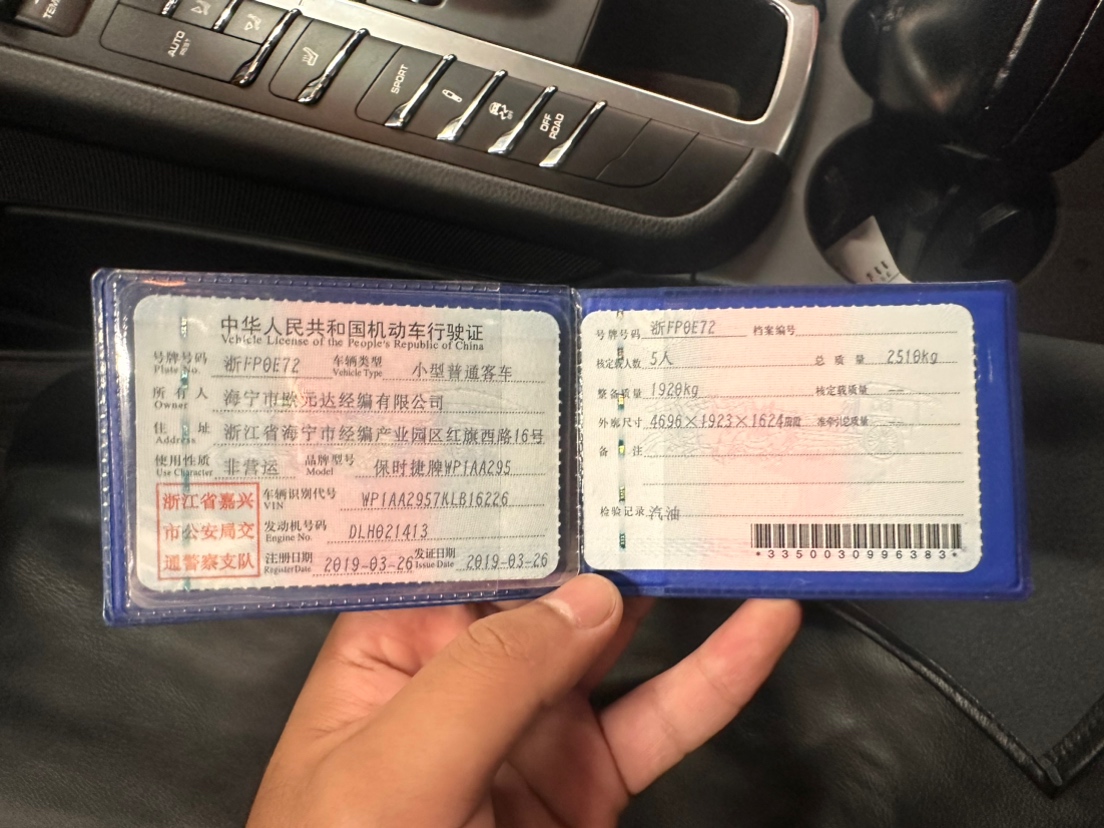 AUTO
SPORT
OFF
ROAD
中华人民共和国机动车行驶证
Vehicle License of the People's Republic of China
号牌号码 浙FP0E72 车辆类型 小型普通客车
Plate No. Vehicle Type
所有人 海宁市 元达经编有限公司
Owner
住址 浙江省海宁市经编产业园区红旗西路16号
Address
使用性质 非营运 品牌型号 保时捷牌WP1AA295
Use Character Model
浙江省嘉兴
市公安局交
通警察支队
车辆识别代号 WP1AA2957KLB16226
VIN
发动机号码 DLH021413
Engine No.
注册日期 2019-03-26 发证日期 2019-03-26
Register Date Issue Date
号牌号码 浙FP0E72 档案编号
核定载人数 5人 总质量 2510kg
整备质量 1920kg 核定载质量 --
外廓尺寸 4696×1923×1624mm 准牵引总质量 --
备注
检验记录 汽油
*3350030996383*